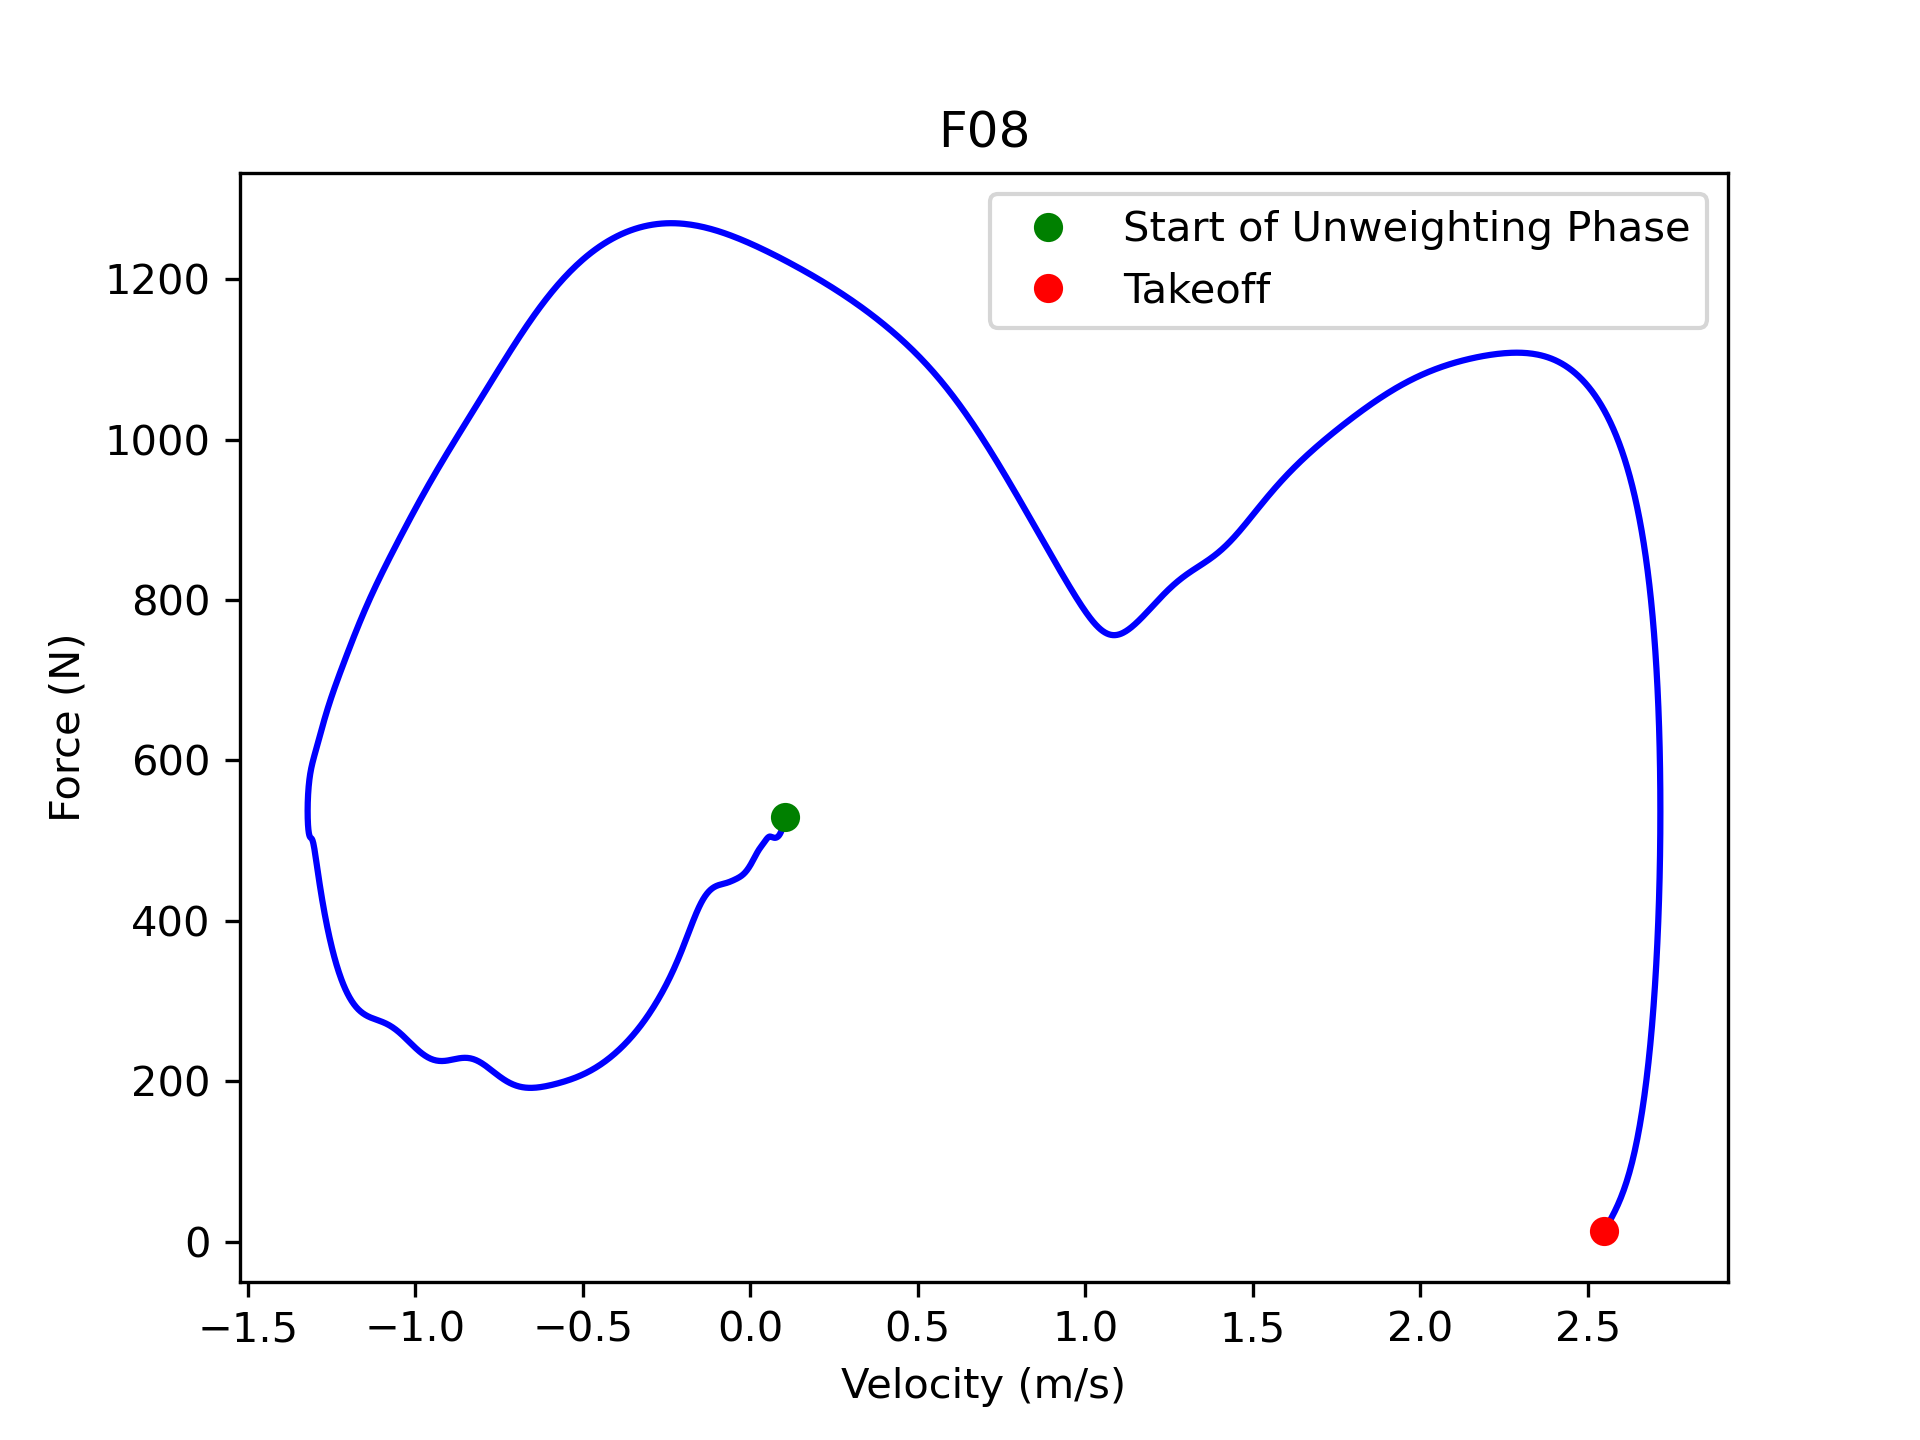 F08
Start of Unweighting Phase
Takeoff
1200
1000
800
600
400
200
0
Force (N)
−1.5 −1.0 −0.5 0.0 0.5 1.0 1.5 2.0 2.5
Velocity (m/s)